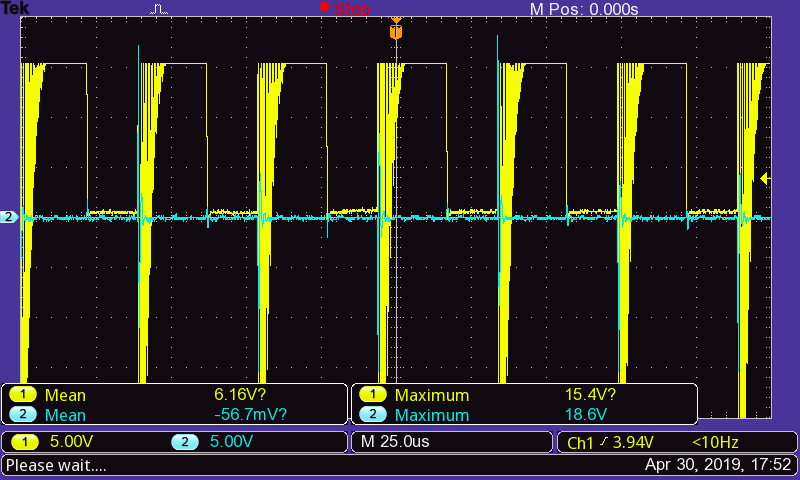 Tek Stop M Pos: 0.000s
T
2
1 Mean 6.16V? 1 Maximum 15.4V?
2 Mean -56.7mV? 2 Maximum 18.6V
1 5.00V 2 5.00V M 25.0us Ch1 / 3.94V <10Hz
Please wait.... Apr 30, 2019, 17:52